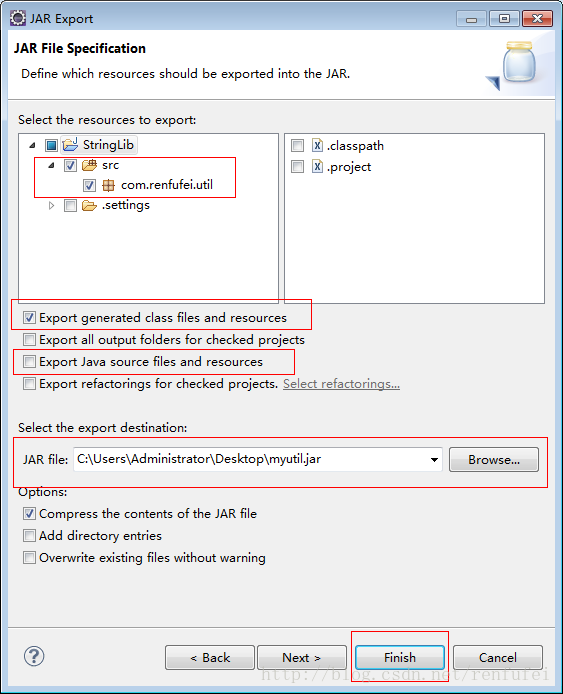 JAR Export
JAR File Specification
Define which resources should be exported into the JAR.
Select the resources to export:
StringLib
src
com.renfufei.util
.settings
.classpath
.project
Export generated class files and resources
Export all output folders for checked projects
Export Java source files and resources
Export refactorings for checked projects. Select refactorings...
Select the export destination:
JAR file: C:\Users\Administrator\Desktop\myutil.jar Browse...
Options:
Compress the contents of the JAR file
Add directory entries
Overwrite existing files without warning
? < Back Next > Finish Cancel
http://blog.csdn.net/renfufei